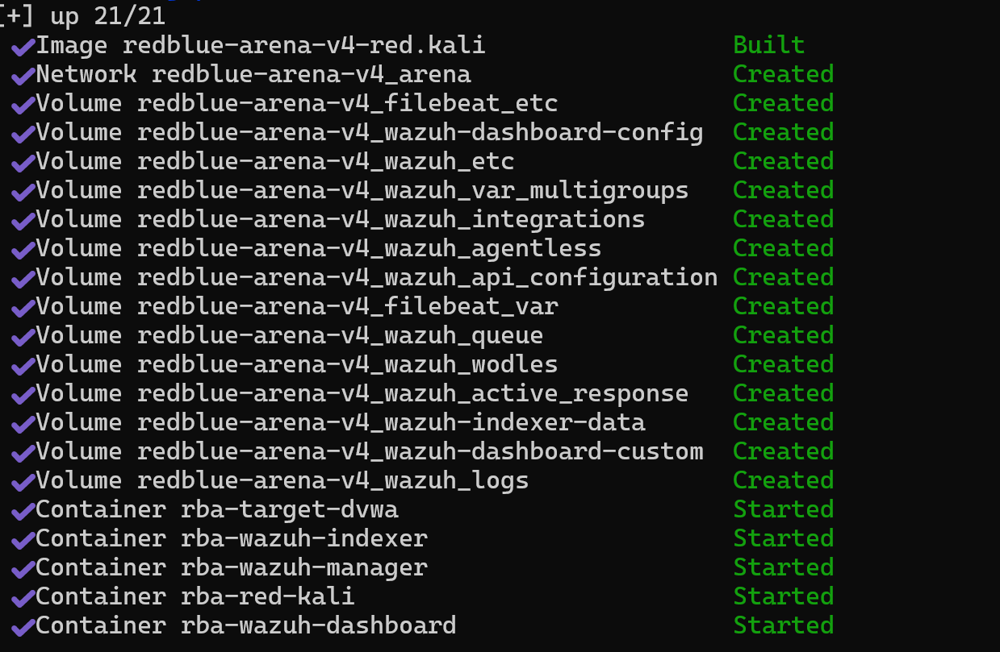 [+] up 21/21
✔Image redblue-arena-v4-red.kali Built
✔Network redblue-arena-v4_arena Created
✔Volume redblue-arena-v4_filebeat_etc Created
✔Volume redblue-arena-v4_wazuh-dashboard-config Created
✔Volume redblue-arena-v4_wazuh_etc Created
✔Volume redblue-arena-v4_wazuh_var_multigroups Created
✔Volume redblue-arena-v4_wazuh_integrations Created
✔Volume redblue-arena-v4_wazuh_agentless Created
✔Volume redblue-arena-v4_wazuh_api_configuration Created
✔Volume redblue-arena-v4_filebeat_var Created
✔Volume redblue-arena-v4_wazuh_queue Created
✔Volume redblue-arena-v4_wazuh_wodles Created
✔Volume redblue-arena-v4_wazuh_active_response Created
✔Volume redblue-arena-v4_wazuh-indexer-data Created
✔Volume redblue-arena-v4_wazuh-dashboard-custom Created
✔Volume redblue-arena-v4_wazuh_logs Created
✔Container rba-target-dvwa Started
✔Container rba-wazuh-indexer Started
✔Container rba-wazuh-manager Started
✔Container rba-red-kali Started
✔Container rba-wazuh-dashboard Started